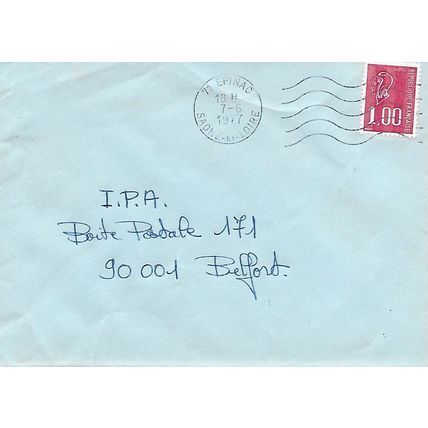 71 EPINAC
18 H
7-6
1977
SAONE-ET-LOIRE
REPUBLIQUE FRANCAISE
1,00
I.P.A.
Boite Postale 171
90 001 Belfort.